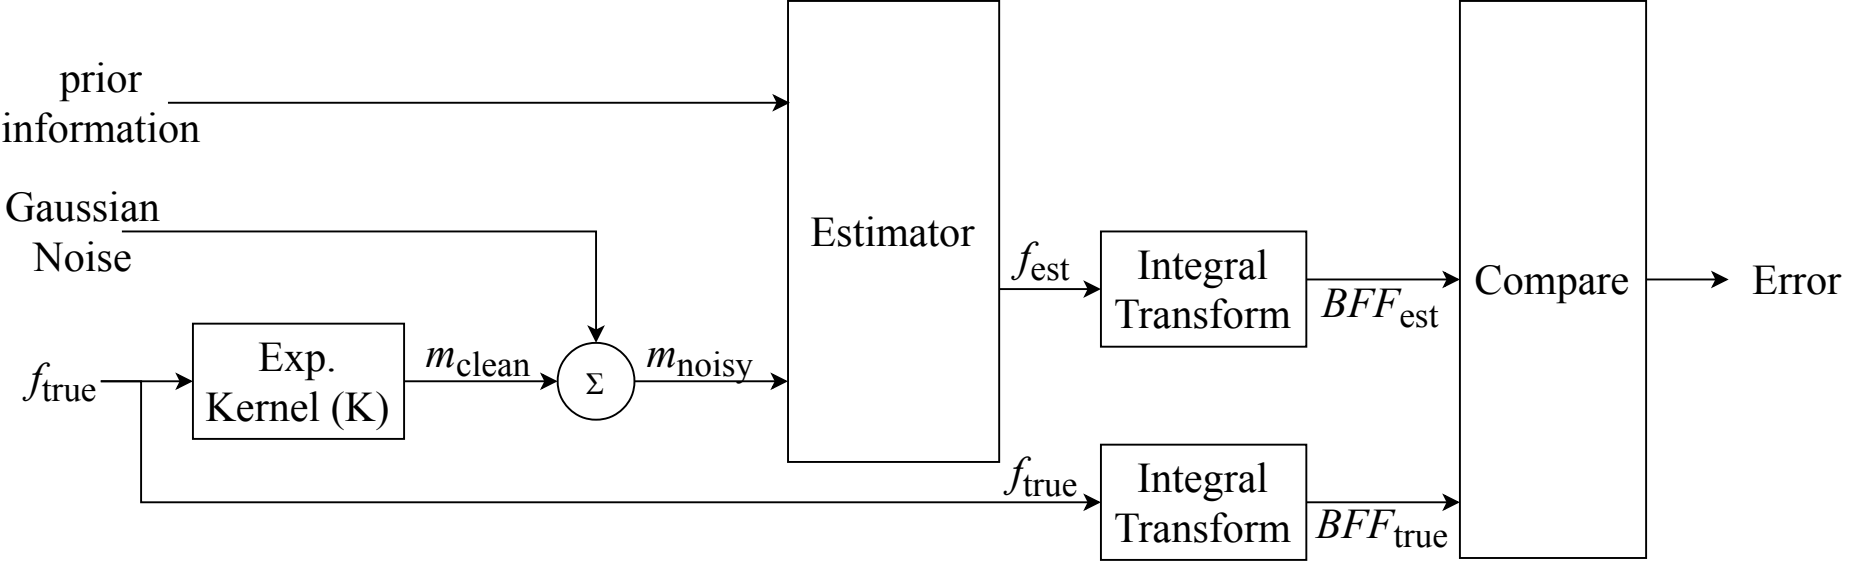 prior
information
Gaussian
Noise
f_true
Exp.
Kernel (K)
m_clean
Σ
m_noisy
Estimator
f_est
Integral
Transform
BFF_est
f_true
Integral
Transform
BFF_true
Compare
Error